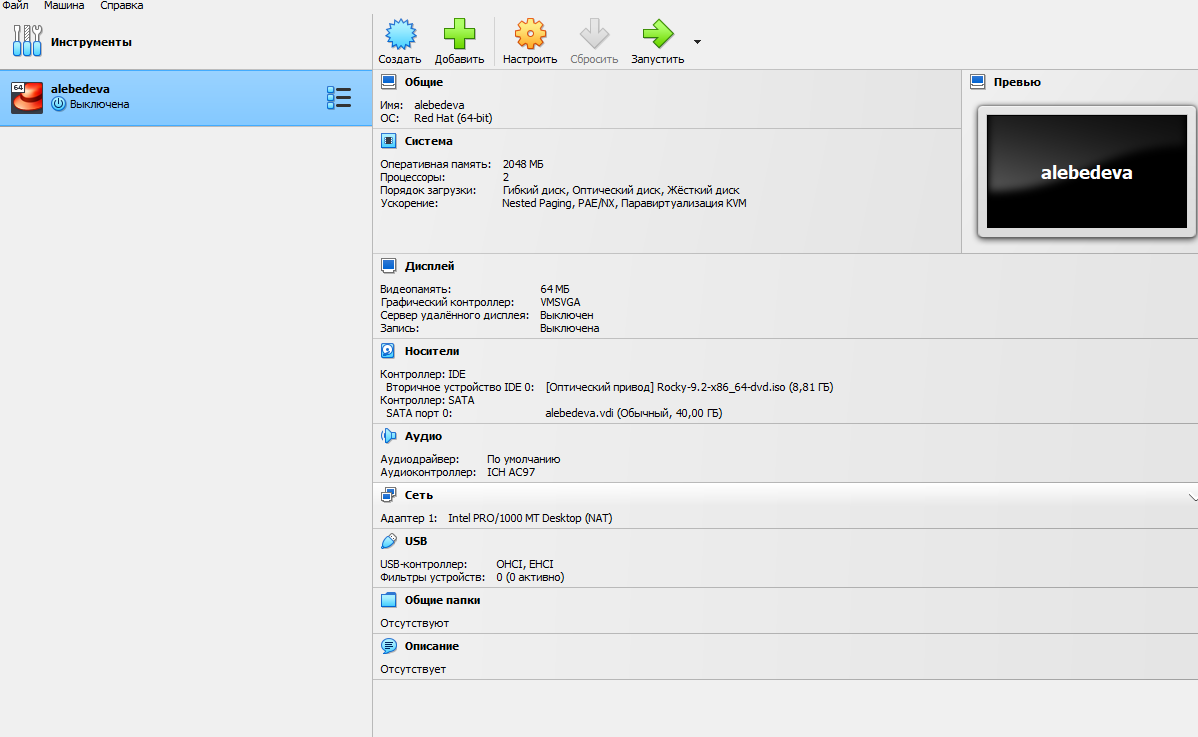 Файл Машина Справка
Инструменты
64
alebedeva
Выключена
Создать Добавить Настроить Сбросить Запустить
Общие
Имя: alebedeva
ОС: Red Hat (64-bit)
Превью
alebedeva
Система
Оперативная память: 2048 МБ
Процессоры: 2
Порядок загрузки: Гибкий диск, Оптический диск, Жёсткий диск
Ускорение: Nested Paging, PAE/NX, Паравиртуализация KVM
Дисплей
Видеопамять: 64 МБ
Графический контроллер: VMSVGA
Сервер удалённого дисплея: Выключен
Запись: Выключена
Носители
Контроллер: IDE
Вторичное устройство IDE 0: [Оптический привод] Rocky-9.2-x86_64-dvd.iso (8,81 ГБ)
Контроллер: SATA
SATA порт 0: alebedeva.vdi (Обычный, 40,00 ГБ)
Аудио
Аудиодрайвер: По умолчанию
Аудиоконтроллер: ICH AC97
Сеть
Адаптер 1: Intel PRO/1000 MT Desktop (NAT)
USB
USB-контроллер: OHCI, EHCI
Фильтры устройств: 0 (0 активно)
Общие папки
Отсутствуют
Описание
Отсутствует